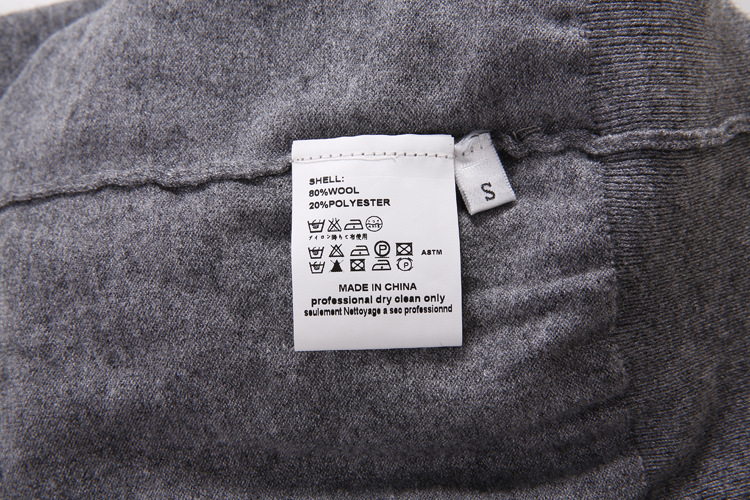 SHELL:
80%WOOL
20%POLYESTER
S
ASTM
MADE IN CHINA
professional dry clean only
seulement Nettoyage a sec professionnd